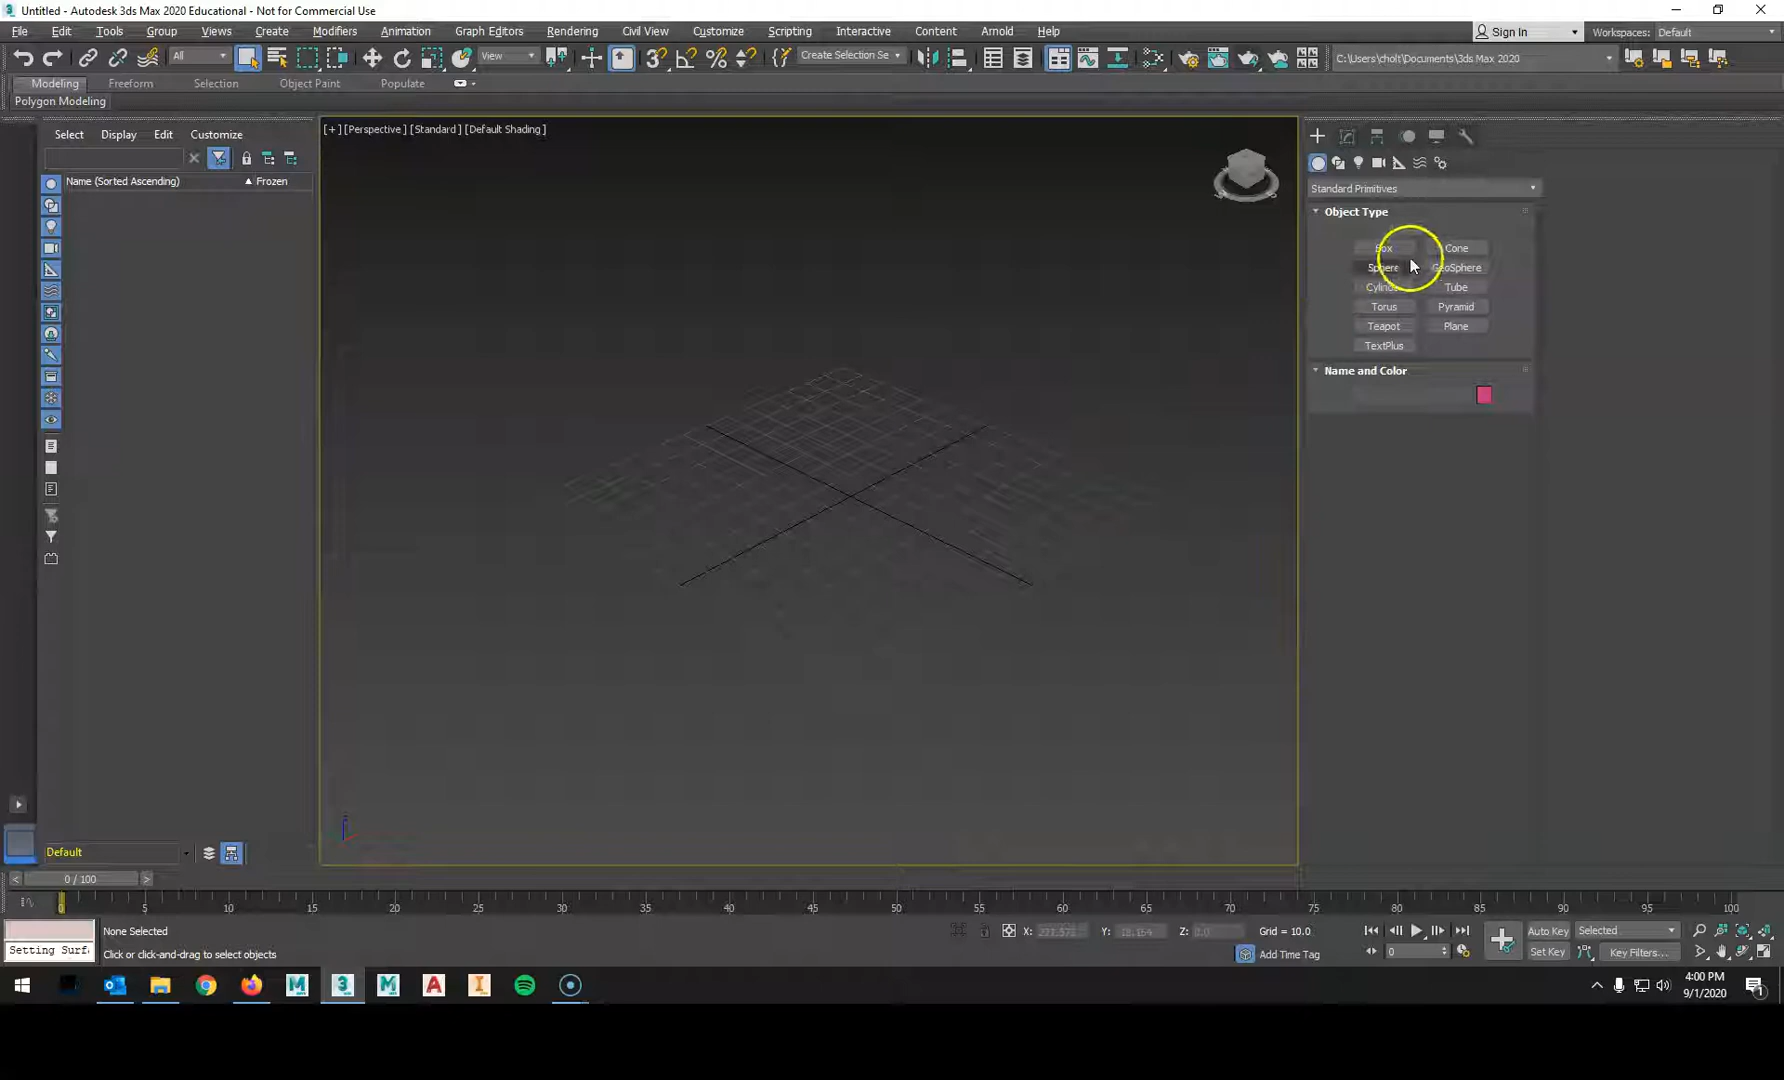 Untitled - Autodesk 3ds Max 2020 Educational - Not for Commercial Use
File Edit Tools Group Views Create Modifiers Animation Graph Editors Rendering Civil View Customize Scripting Interactive Content Arnold Help Sign In Workspaces: Default
All View Create Selection Se C:\Users\cholt\Documents\3ds Max 2020
Modeling Freeform Selection Object Paint Populate
Polygon Modeling
Select Display Edit Customize
Name (Sorted Ascending) Frozen
[+] [Perspective] [Standard] [Default Shading]
Standard Primitives
Object Type
Box Cone
Sphere GeoSphere
Tube
Torus Pyramid
Teapot Plane
TextPlus
Name and Color
Default
0 / 100
0 5 10 15 20 25 30 35 40 45 50 55 60 65 70 75 80 85 90 95 100
None Selected X: Y: Z: Grid = 10.0 Auto Key Selected
Setting Surf Click or click-and-drag to select objects Add Time Tag 0 Set Key Key Filters...
4:00 PM
9/1/2020